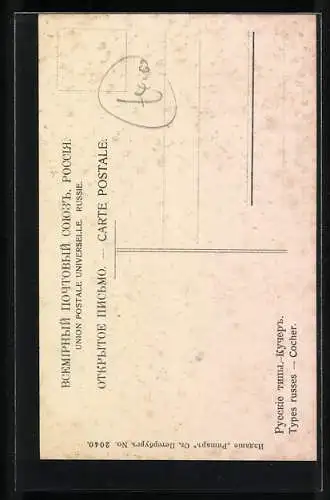 ВСЕМІРНЫЙ ПОЧТОВЫЙ СОЮЗЪ. РОССІЯ.
UNION POSTALE UNIVERSELLE. RUSSIE.
ОТКРЫТОЕ ПИСЬМО. — CARTE POSTALE.
Русскіе типы.-Кучеръ.
Types russes — Cocher.
Изданіе „Ришаръ" Ст. Петербургъ. No. 2040.